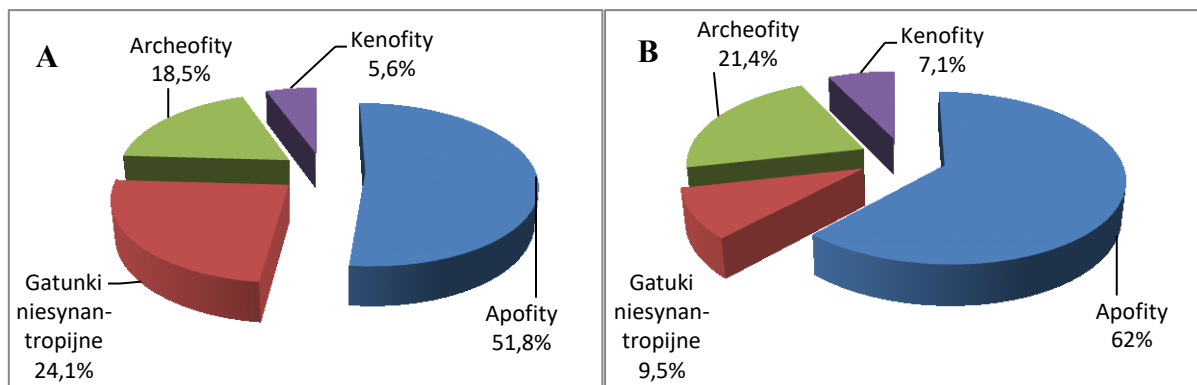 A
Archeofity
18,5%
Kenofity
5,6%
Gatunki
niesynan-
tropijne
24,1%
Apofity
51,8%
B
Archeofity
21,4%
Kenofity
7,1%
Gatuki
niesynan-
tropijne
9,5%
Apofity
62%